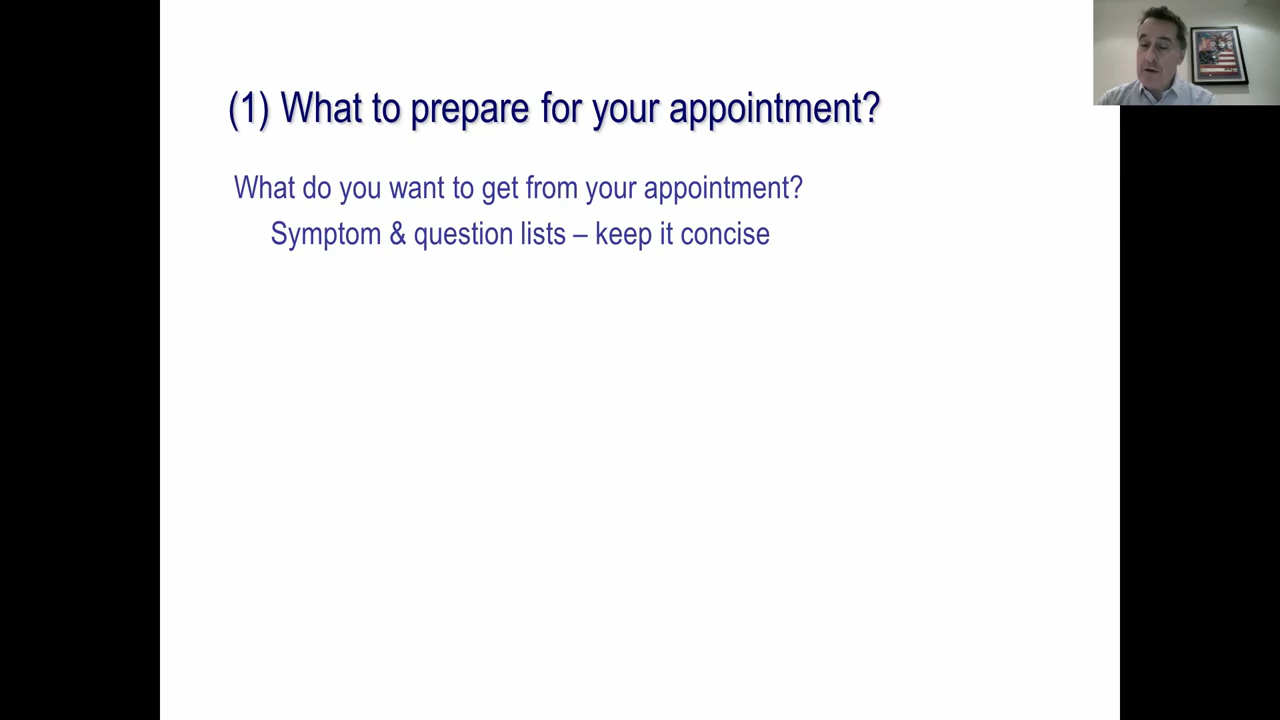 (1) What to prepare for your appointment?
What do you want to get from your appointment?
Symptom & question lists – keep it concise